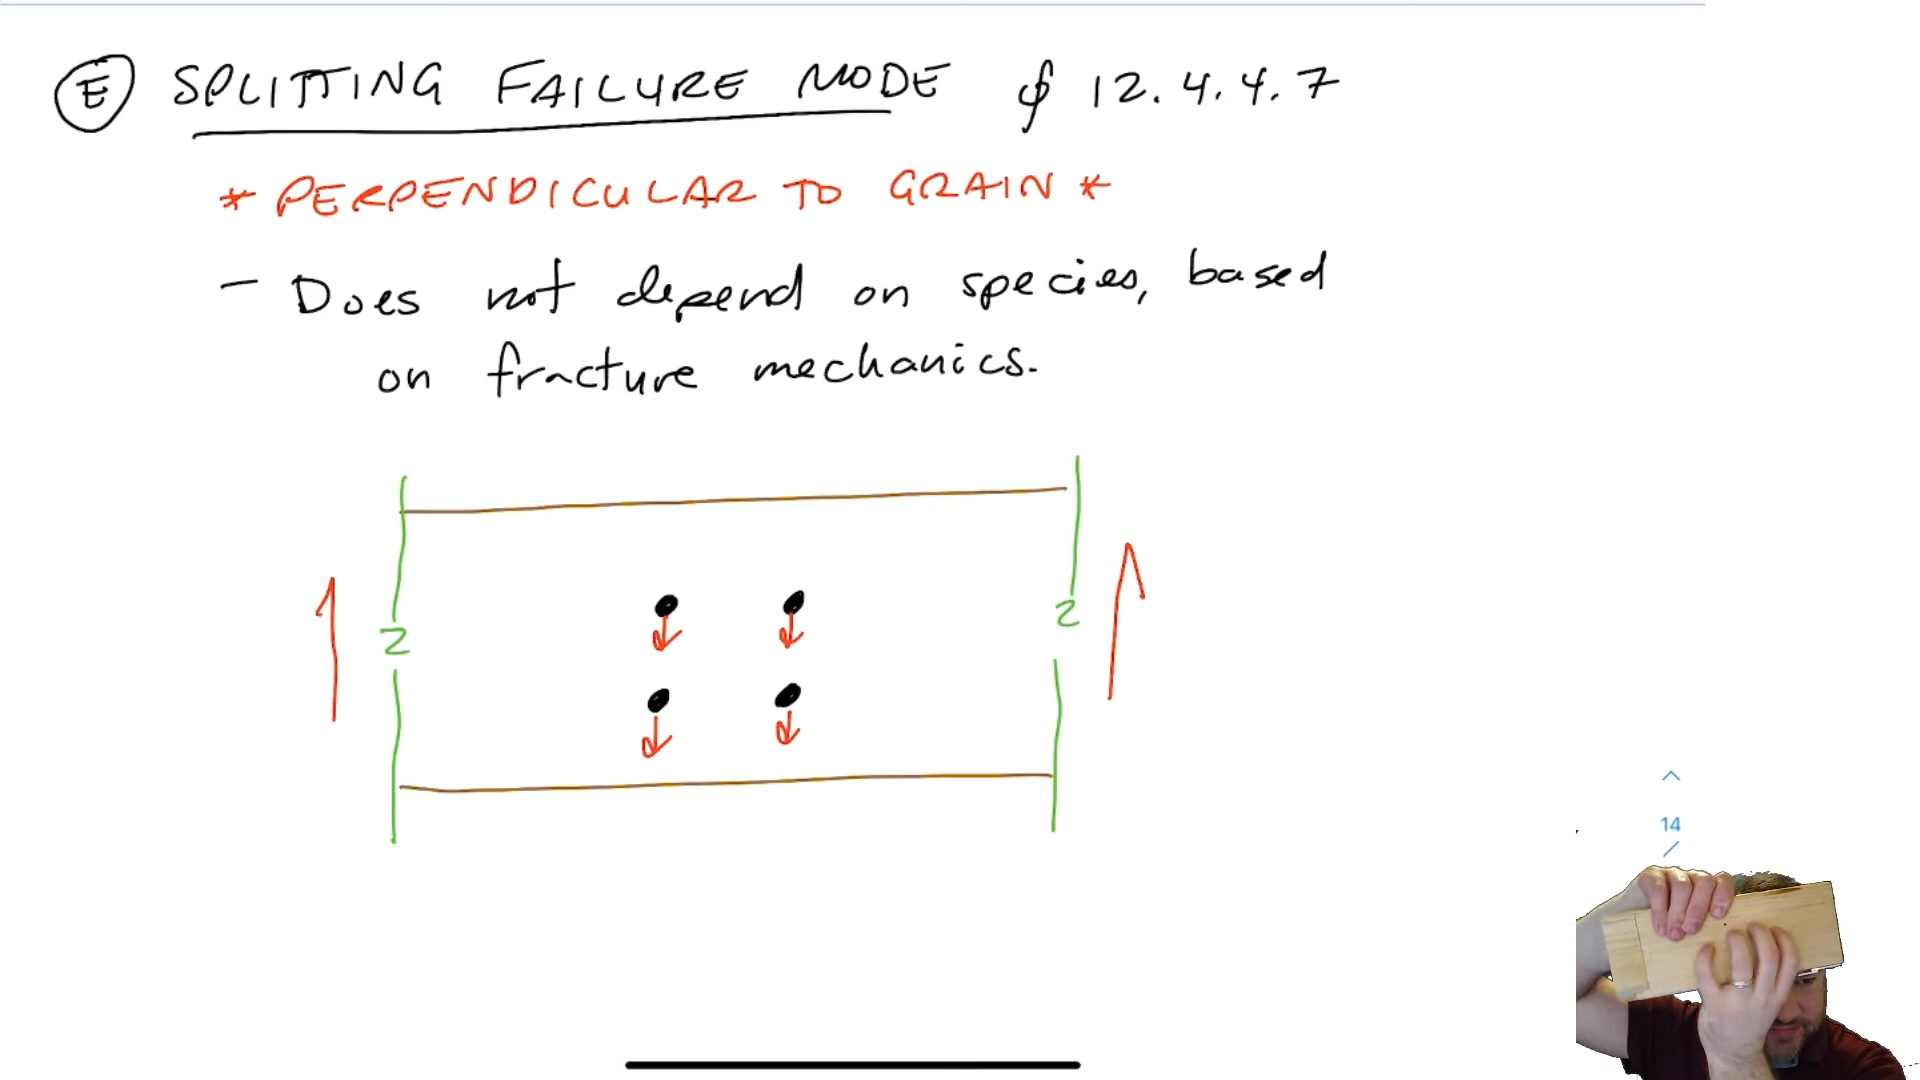 E SPLITTING FAILURE MODE § 12.4.4.7
* PERPENDICULAR TO GRAIN *
- Does not depend on species, based
on fracture mechanics.
14